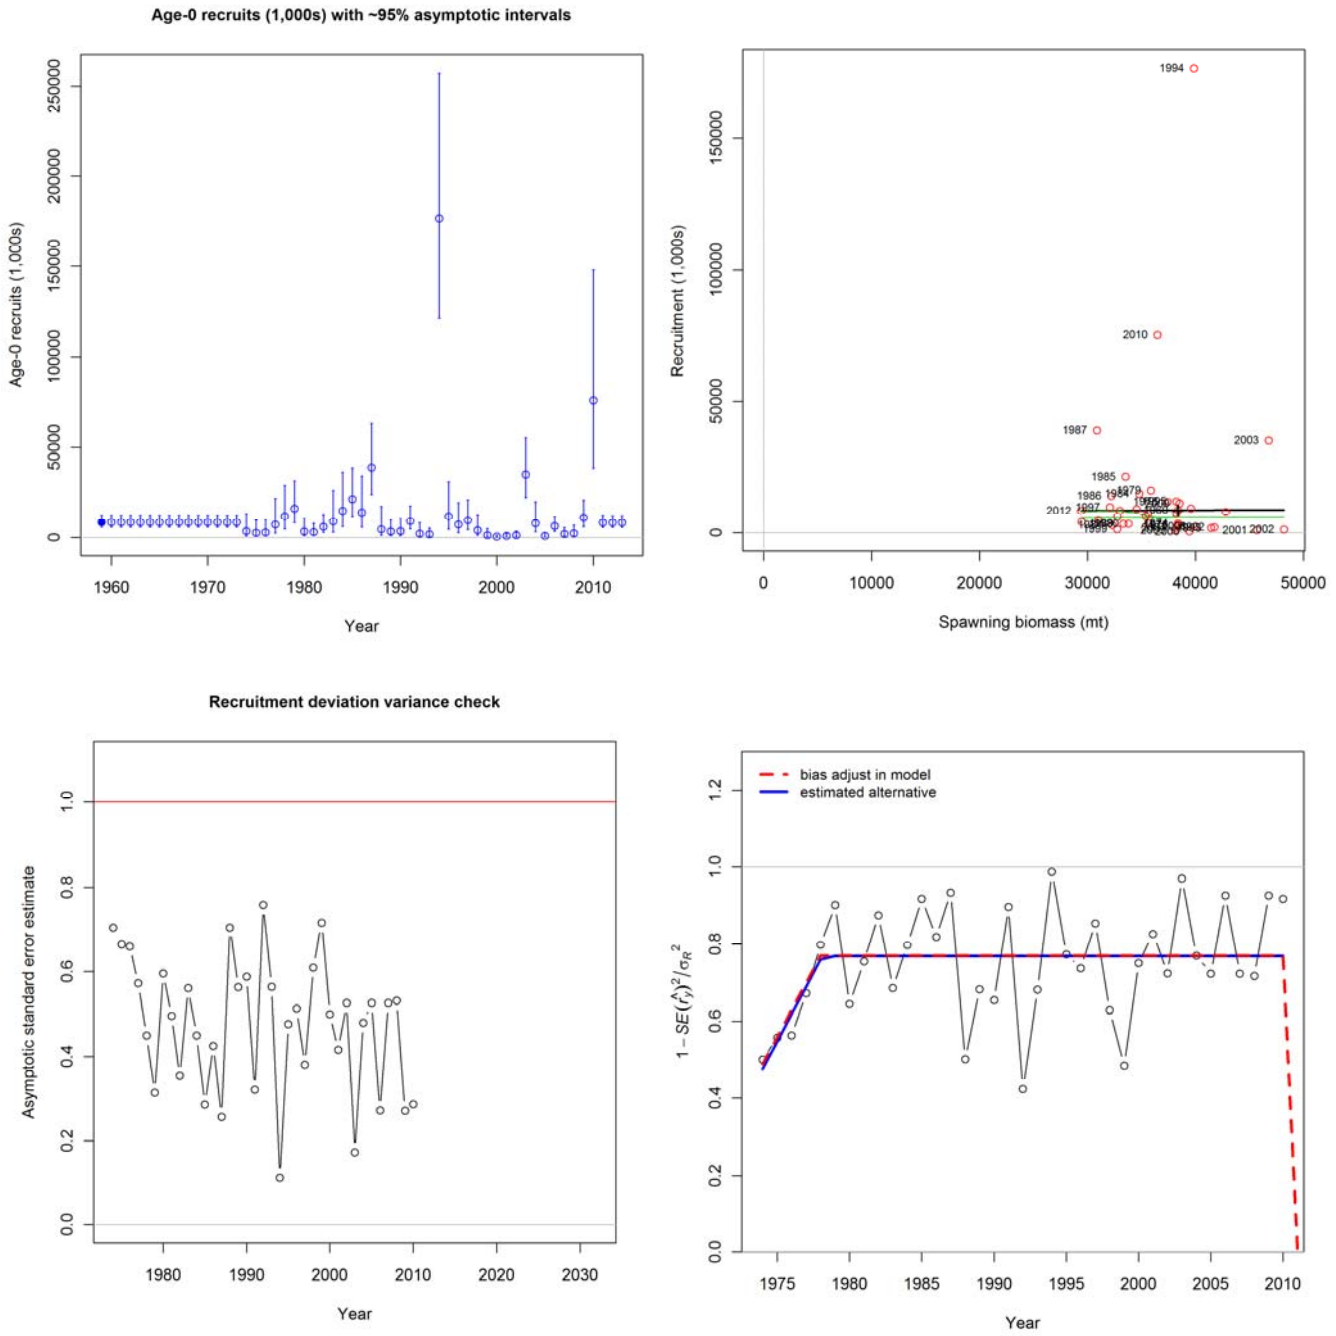 Age-0 recruits (1,000s) with ~95% asymptotic intervals
Age-0 recruits (1,000s)
250000
200000
150000
100000
50000
0
1960 1970 1980 1990 2000 2010
Year
Recruitment (1,000s)
150000
100000
50000
0
1994
2010
1987
2003
1985
1979
1986
1984
1997
2012
1999
2001
2002
0 10000 20000 30000 40000 50000
Spawning biomass (mt)
Recruitment deviation variance check
Asymptotic standard error estimate
1.0
0.8
0.6
0.4
0.2
0.0
1980 1990 2000 2010 2020 2030
Year
bias adjust in model
estimated alternative
1 − SE(r̂y)²/σR²
1.2
1.0
0.8
0.6
0.4
0.2
0.0
1975 1980 1985 1990 1995 2000 2005 2010
Year